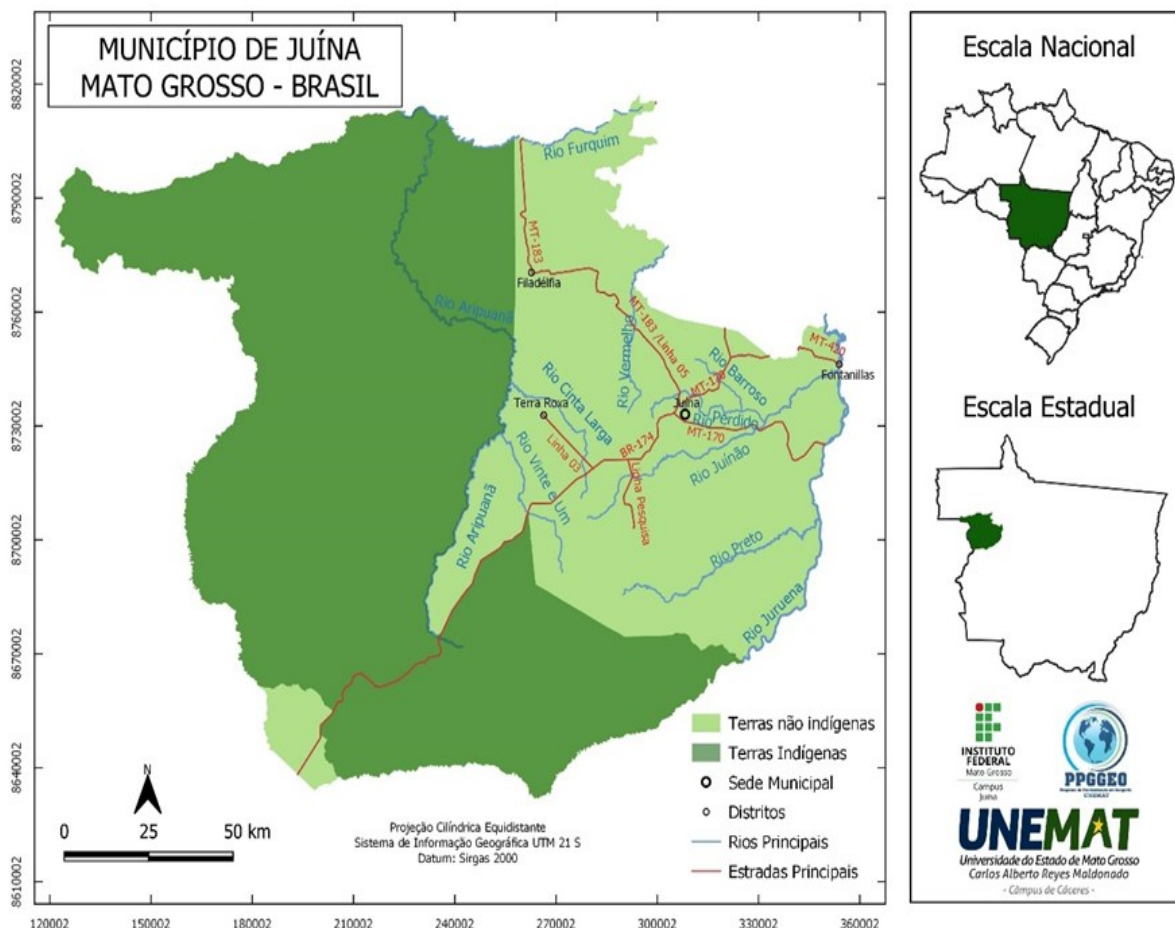 MUNICÍPIO DE JUÍNA
MATO GROSSO - BRASIL
8820002
8790002
8760002
8730002
8700002
8670002
8640002
8610002
120002
150002
180002
210002
240002
270002
300002
330002
360002
Rio Furquim
MT-183
Filadélfia
Rio Aripuanã
MT-183 /Linha 05
Rio Vermelho
MT-420
Fontanillas
Rio Barroso
MT-170
Rio Cinta Larga
Terra Roxa
Juína
Rio Perdido
MT-170
Linha 03
BR-174
Rio Vinte e Um
Linha Pesquisa
Rio Juínão
Rio Aripuanã
Rio Preto
Rio Juruena
Terras não indígenas
Terras Indígenas
Sede Municipal
Distritos
Rios Principais
Estradas Principais
N
0 25 50 km
Projeção Cilíndrica Equidistante
Sistema de Informação Geográfica UTM 21 S
Datum: Sirgas 2000
Escala Nacional
Escala Estadual
INSTITUTO
FEDERAL
Mato Grosso
Campus
Juína
PPGGEO
UNEMAT
UNEMAT
Universidade do Estado de Mato Grosso
Carlos Alberto Reyes Maldonado
- Câmpus de Cáceres -